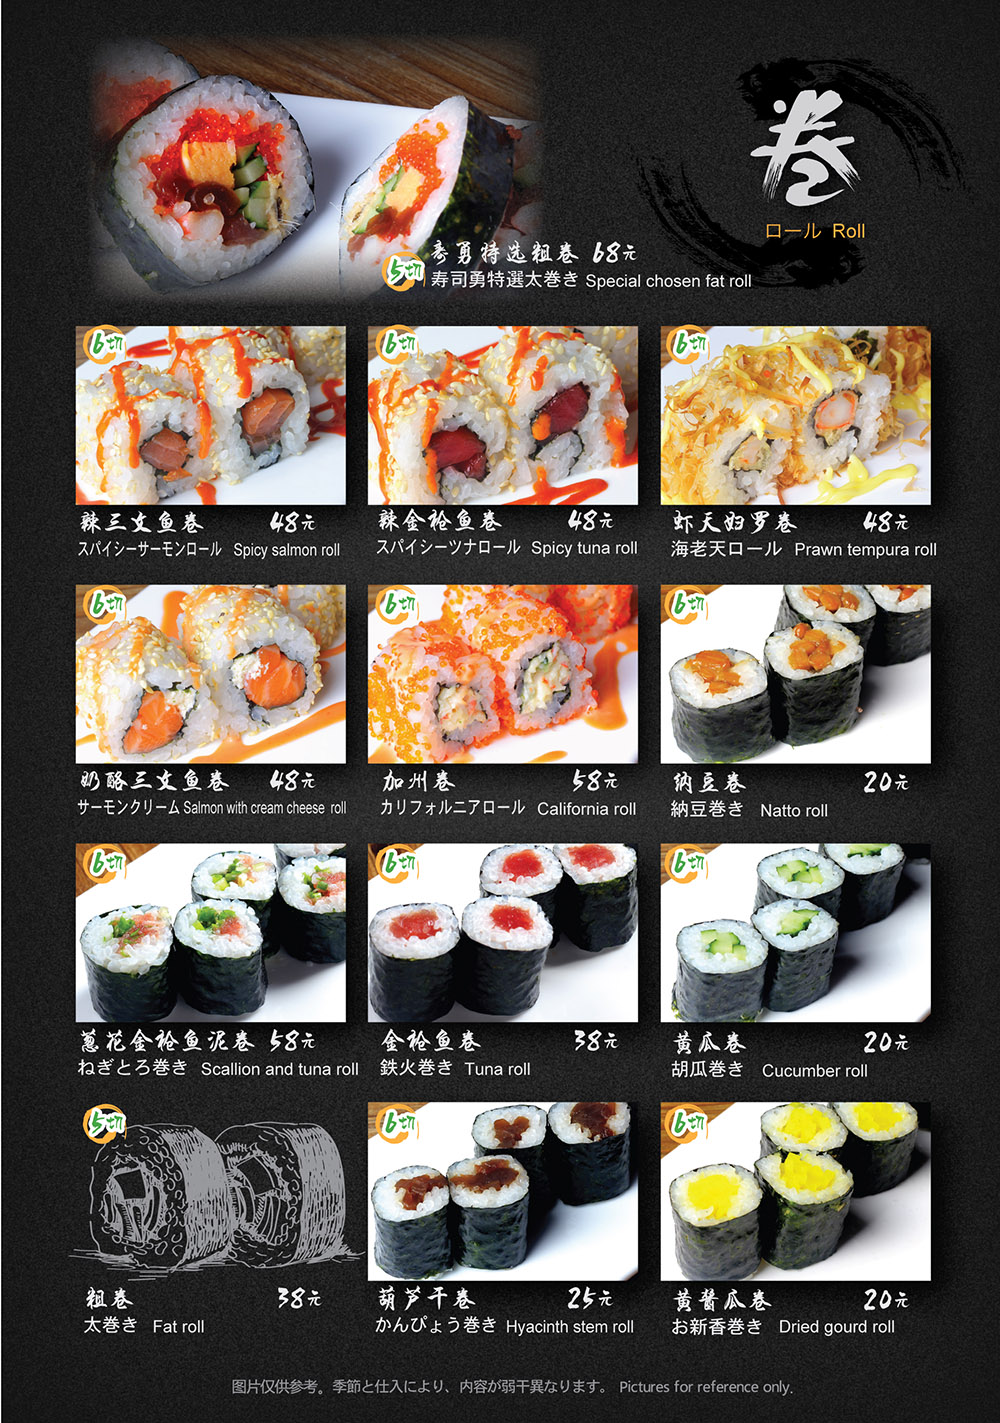 卷
ロール Roll
寿勇特选粗卷 68元
5切 寿司勇特選太巻き Special chosen fat roll
6切
6切
6切
辣三文鱼卷 48元
スパイシーサーモンロール Spicy salmon roll
辣金枪鱼卷 48元
スパイシーツナロール Spicy tuna roll
虾天妇罗卷 48元
海老天ロール Prawn tempura roll
6切
6切
6切
奶酪三文鱼卷 48元
サーモンクリーム Salmon with cream cheese roll
加州卷 58元
カリフォルニアロール California roll
纳豆卷 20元
納豆巻き Natto roll
6切
6切
6切
葱花金枪鱼泥卷 58元
ねぎとろ巻き Scallion and tuna roll
金枪鱼卷 38元
鉄火巻き Tuna roll
黄瓜卷 20元
胡瓜巻き Cucumber roll
5切
6切
6切
粗卷 38元
太巻き Fat roll
葫芦干卷 25元
かんぴょう巻き Hyacinth stem roll
黄酱瓜卷 20元
お新香巻き Dried gourd roll
图片仅供参考。季節と仕入により、内容が弱干異なります。 Pictures for reference only.